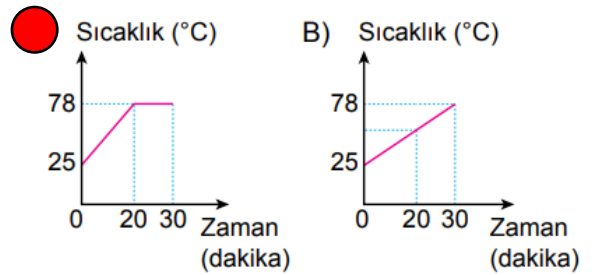 Sıcaklık (°C)
78
25
0 20 30 Zaman
(dakika)
B) Sıcaklık (°C)
78
25
0 20 30 Zaman
(dakika)